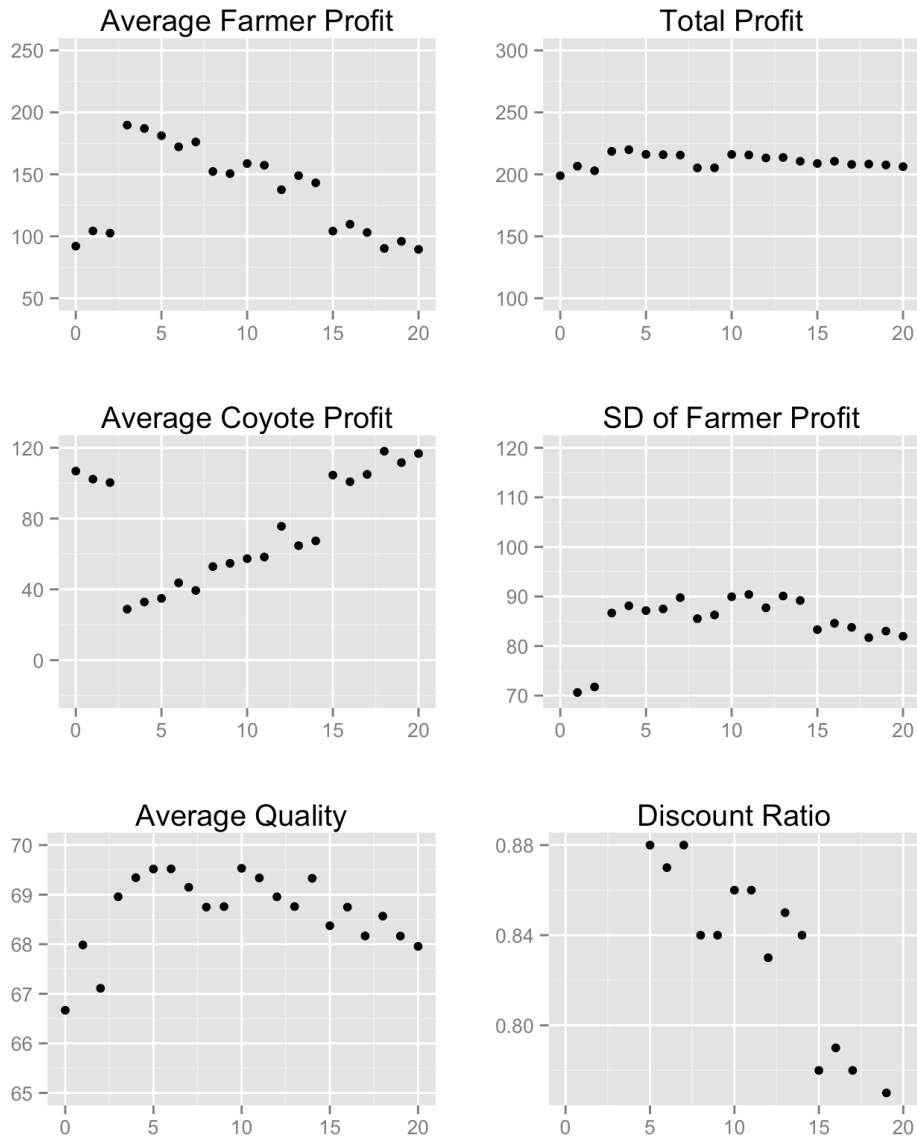 Average Farmer Profit
250
200
150
100
50
0 5 10 15 20
Total Profit
300
250
200
150
100
0 5 10 15 20
Average Coyote Profit
120
80
40
0
0 5 10 15 20
SD of Farmer Profit
120
110
100
90
80
70
0 5 10 15 20
Average Quality
70
69
68
67
66
65
0 5 10 15 20
Discount Ratio
0.88
0.84
0.80
0 5 10 15 20